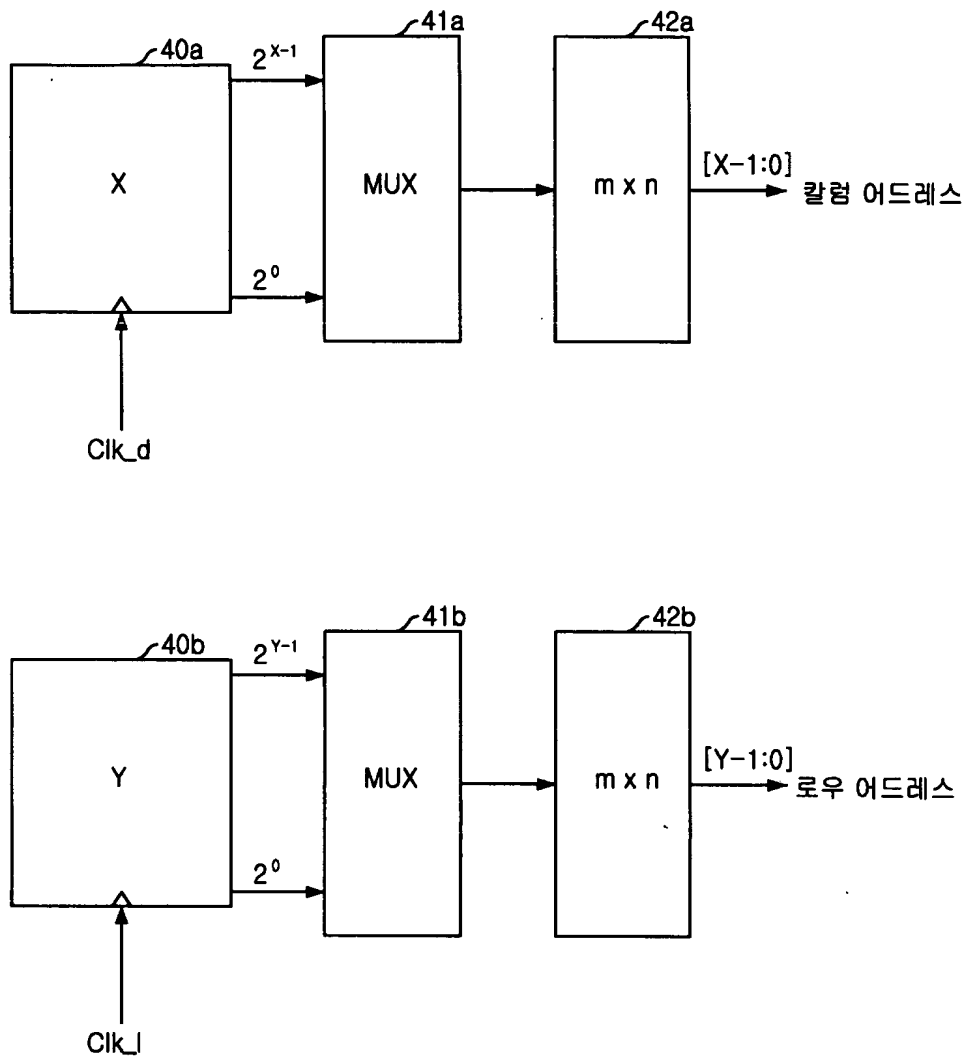 40a
2^X-1
41a
42a
X
MUX
m x n
[X-1:0]
칼럼 어드레스
2^0
Clk_d
40b
2^Y-1
41b
42b
Y
MUX
m x n
[Y-1:0]
로우 어드레스
2^0
Clk_l